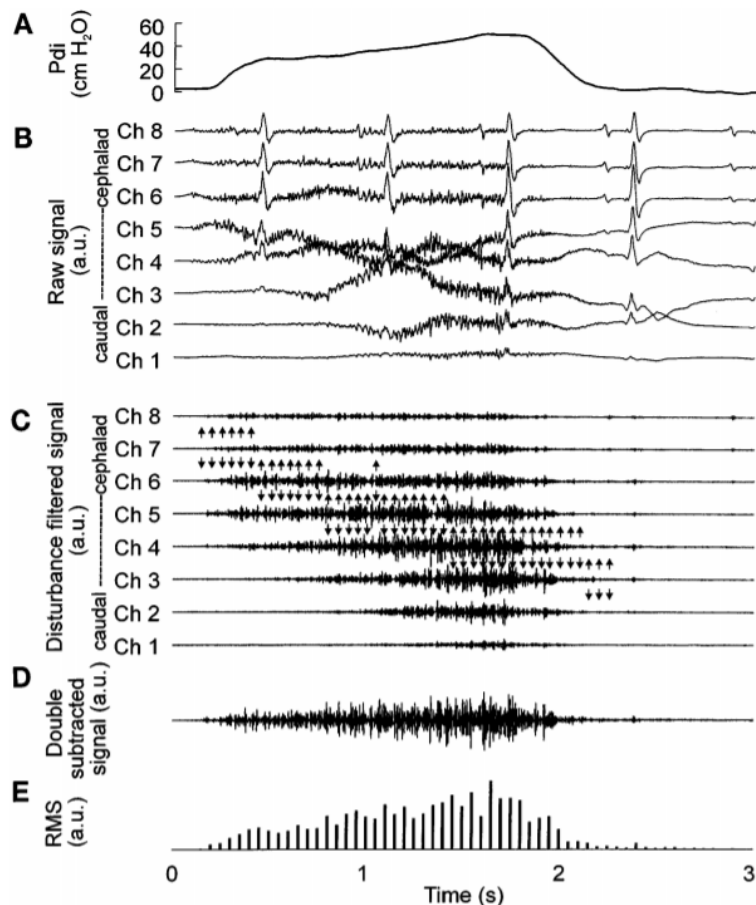 A
Pdi
(cm H₂O)
60
40
20
0
B
Raw signal
(a.u.)
caudal ----------cephalad
Ch 8
Ch 7
Ch 6
Ch 5
Ch 4
Ch 3
Ch 2
Ch 1
C
Disturbance filtered signal
(a.u.)
caudal ----------cephalad
Ch 8
Ch 7
Ch 6
Ch 5
Ch 4
Ch 3
Ch 2
Ch 1
D
Double
subtracted
signal (a.u.)
E
RMS
(a.u.)
0
1
2
3
Time (s)